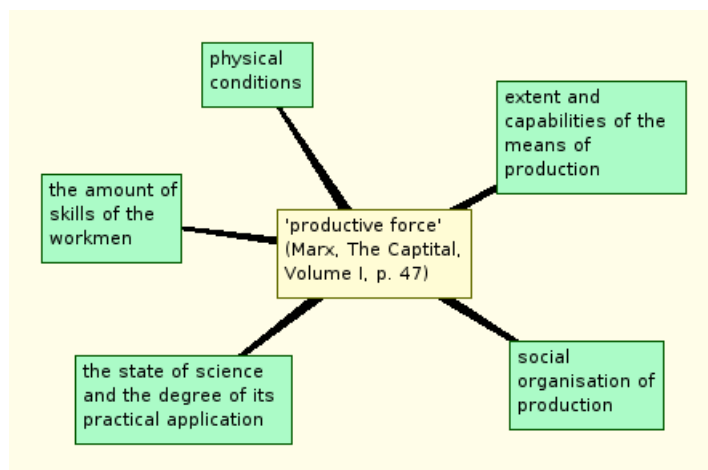 physical
conditions
extent and
capabilities of the
means of
production
the amount of
skills of the
workmen
'productive force'
(Marx, The Captital,
Volume I, p. 47)
the state of science
and the degree of its
practical application
social
organisation of
production